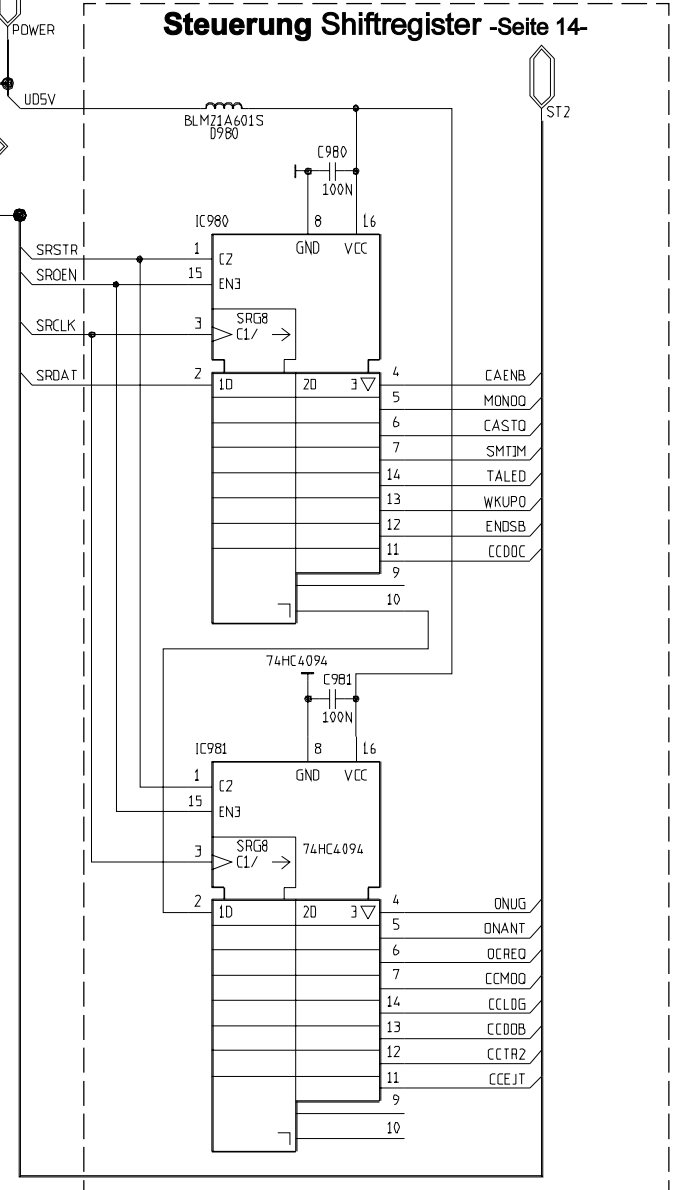 Steuerung Shiftregister -Seite 14-
POWER
UD5V
BLM21A601S
D980
ST2
C980
100N
IC980
8
16
GND
VCC
SRSTR
1
C2
SROEN
15
EN3
SRG8
SRCLK
3
C1/
SRDAT
2
1D
2D
3
4
CAENB
5
MONDQ
6
CASTQ
7
SMTIM
14
TALED
13
WKUPO
12
ENDSB
11
CCDOC
9
10
74HC4094
C981
100N
IC981
8
16
GND
VCC
1
C2
15
EN3
SRG8
3
C1/
74HC4094
2
1D
2D
3
4
ONUG
5
ONANT
6
OCREQ
7
CCMDQ
14
CCLDG
13
CCDOB
12
CCTR2
11
CCEJT
9
10